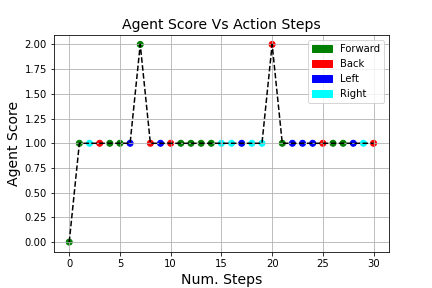 Agent Score Vs Action Steps
Agent Score
2.00
1.75
1.50
1.25
1.00
0.75
0.50
0.25
0.00
Forward
Back
Left
Right
0 5 10 15 20 25 30
Num. Steps